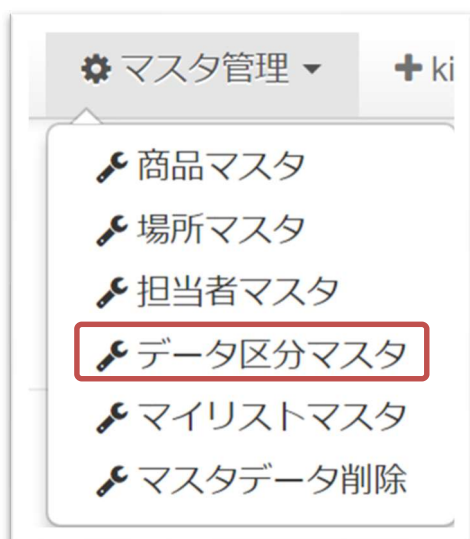 マスタ管理 ki
商品マスタ
場所マスタ
担当者マスタ
データ区分マスタ
マイリストマスタ
マスタデータ削除